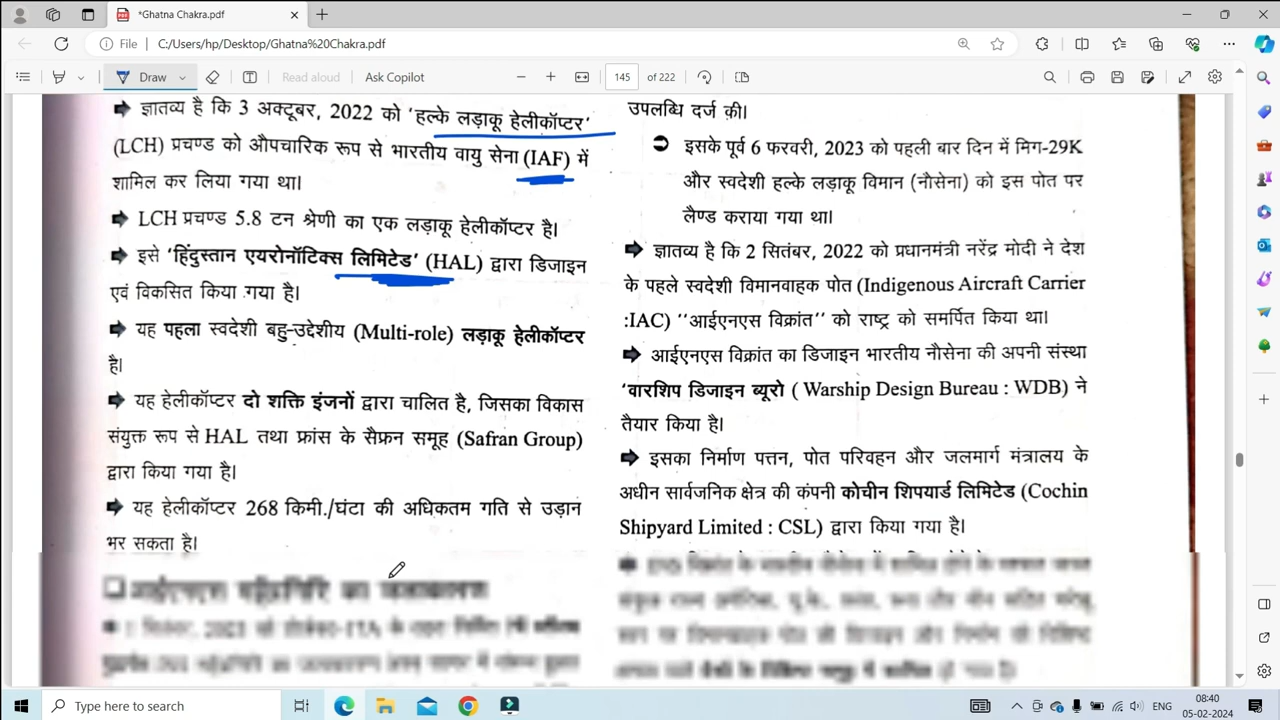 *Ghatna Chakra.pdf
File
C:/Users/hp/Desktop/Ghatna%20Chakra.pdf
Draw
Read aloud
Ask Copilot
145
of 222
➡ ज्ञातव्य है कि 3 अक्टूबर, 2022 को 'हल्के लड़ाकू हेलीकॉप्टर'
(LCH) प्रचण्ड को औपचारिक रूप से भारतीय वायु सेना (IAF) में
शामिल कर लिया गया था।
➡ LCH प्रचण्ड 5.8 टन श्रेणी का एक लड़ाकू हेलीकॉप्टर है।
➡ इसे 'हिंदुस्तान एयरोनॉटिक्स लिमिटेड' (HAL) द्वारा डिजाइन
एवं विकसित किया गया है।
➡ यह पहला स्वदेशी बहु-उद्देशीय (Multi-role) लड़ाकू हेलीकॉप्टर
है।
➡ यह हेलीकॉप्टर दो शक्ति इंजनों द्वारा चालित है, जिसका विकास
संयुक्त रूप से HAL तथा फ्रांस के सैफ्रन समूह (Safran Group)
द्वारा किया गया है।
➡ यह हेलीकॉप्टर 268 किमी./घंटा की अधिकतम गति से उड़ान
भर सकता है।
उपलब्धि दर्ज की।
➲ इसके पूर्व 6 फरवरी, 2023 को पहली बार दिन में मिग-29K
और स्वदेशी हल्के लड़ाकू विमान (नौसेना) को इस पोत पर
लैण्ड कराया गया था।
➡ ज्ञातव्य है कि 2 सितंबर, 2022 को प्रधानमंत्री नरेंद्र मोदी ने देश
के पहले स्वदेशी विमानवाहक पोत (Indigenous Aircraft Carrier
:IAC) ''आईएनएस विक्रांत'' को राष्ट्र को समर्पित किया था।
➡ आईएनएस विक्रांत का डिजाइन भारतीय नौसेना की अपनी संस्था
'वारशिप डिजाइन ब्यूरो ( Warship Design Bureau : WDB) ने
तैयार किया है।
➡ इसका निर्माण पत्तन, पोत परिवहन और जलमार्ग मंत्रालय के
अधीन सार्वजनिक क्षेत्र की कंपनी कोचीन शिपयार्ड लिमिटेड (Cochin
Shipyard Limited : CSL) द्वारा किया गया है।
Type here to search
ENG
08:40
05-02-2024